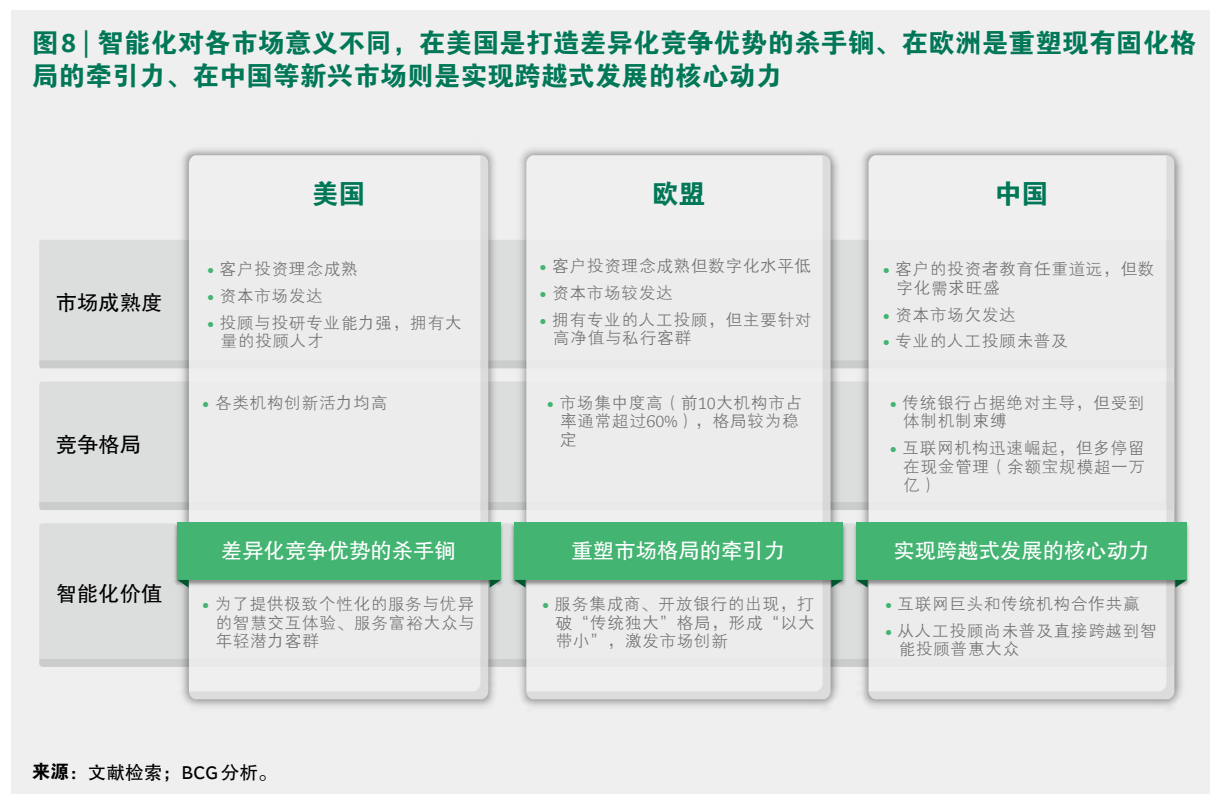 图8 | 智能化对各市场意义不同，在美国是打造差异化竞争优势的杀手锏、在欧洲是重塑现有固化格
局的牵引力、在中国等新兴市场则是实现跨越式发展的核心动力
美国
欧盟
中国
市场成熟度
• 客户投资理念成熟
• 资本市场发达
• 投顾与投研专业能力强，拥有大
量的投顾人才
• 客户投资理念成熟但数字化水平低
• 资本市场较发达
• 拥有专业的人工投顾，但主要针对
高净值与私行客群
• 客户的投资者教育任重道远，但数
字化需求旺盛
• 资本市场欠发达
• 专业的人工投顾未普及
竞争格局
• 各类机构创新活力均高
• 市场集中度高（前10大机构市占
率通常超过60%），格局较为稳
定
• 传统银行占据绝对主导，但受到
体制机制束缚
• 互联网机构迅速崛起，但多停留
在现金管理（余额宝规模超一万
亿）
智能化价值
差异化竞争优势的杀手锏
• 为了提供极致个性化的服务与优异
的智慧交互体验、服务富裕大众与
年轻潜力客群
重塑市场格局的牵引力
• 服务集成商、开放银行的出现，打
破“传统独大”格局，形成“以大
带小”，激发市场创新
实现跨越式发展的核心动力
• 互联网巨头和传统机构合作共赢
• 从人工投顾尚未普及直接跨越到智
能投顾普惠大众
来源：文献检索；BCG分析。